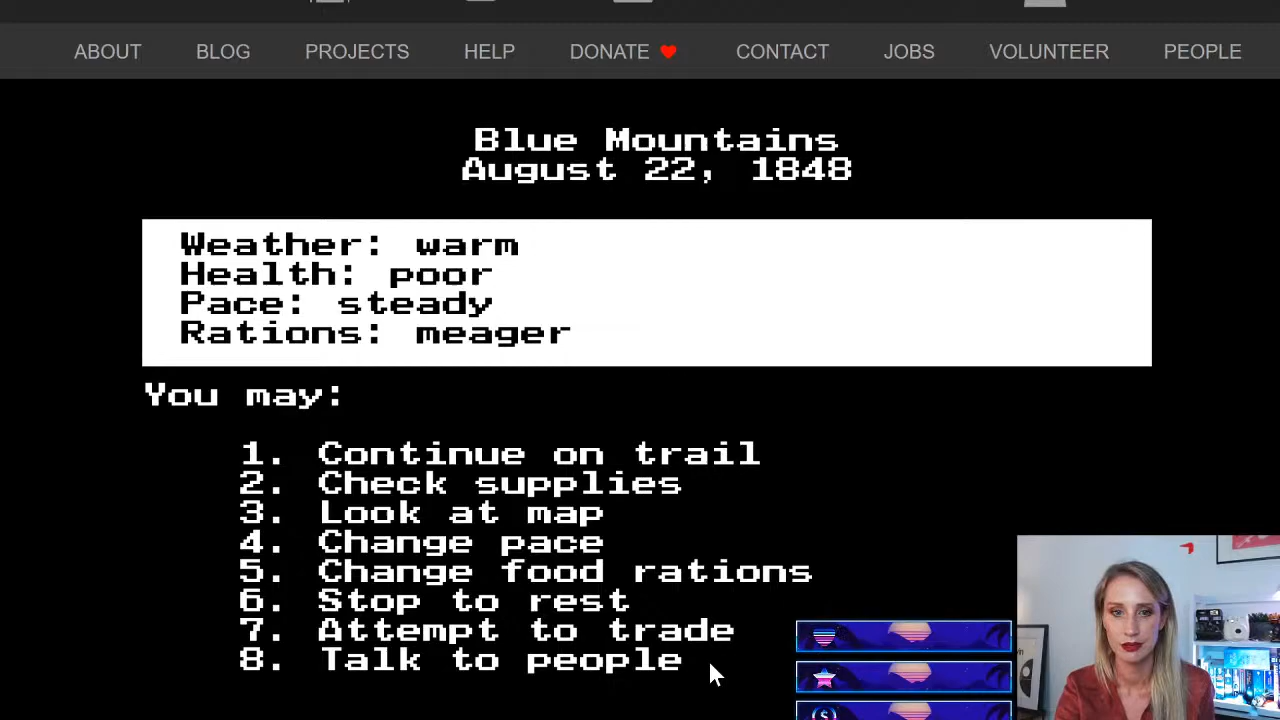 ABOUT BLOG PROJECTS HELP DONATE CONTACT JOBS VOLUNTEER PEOPLE
Blue Mountains
August 22, 1848
Weather: warm
Health: poor
Pace: steady
Rations: meager
You may:
1. Continue on trail
2. Check supplies
3. Look at map
4. Change pace
5. Change food rations
6. Stop to rest
7. Attempt to trade
8. Talk to people